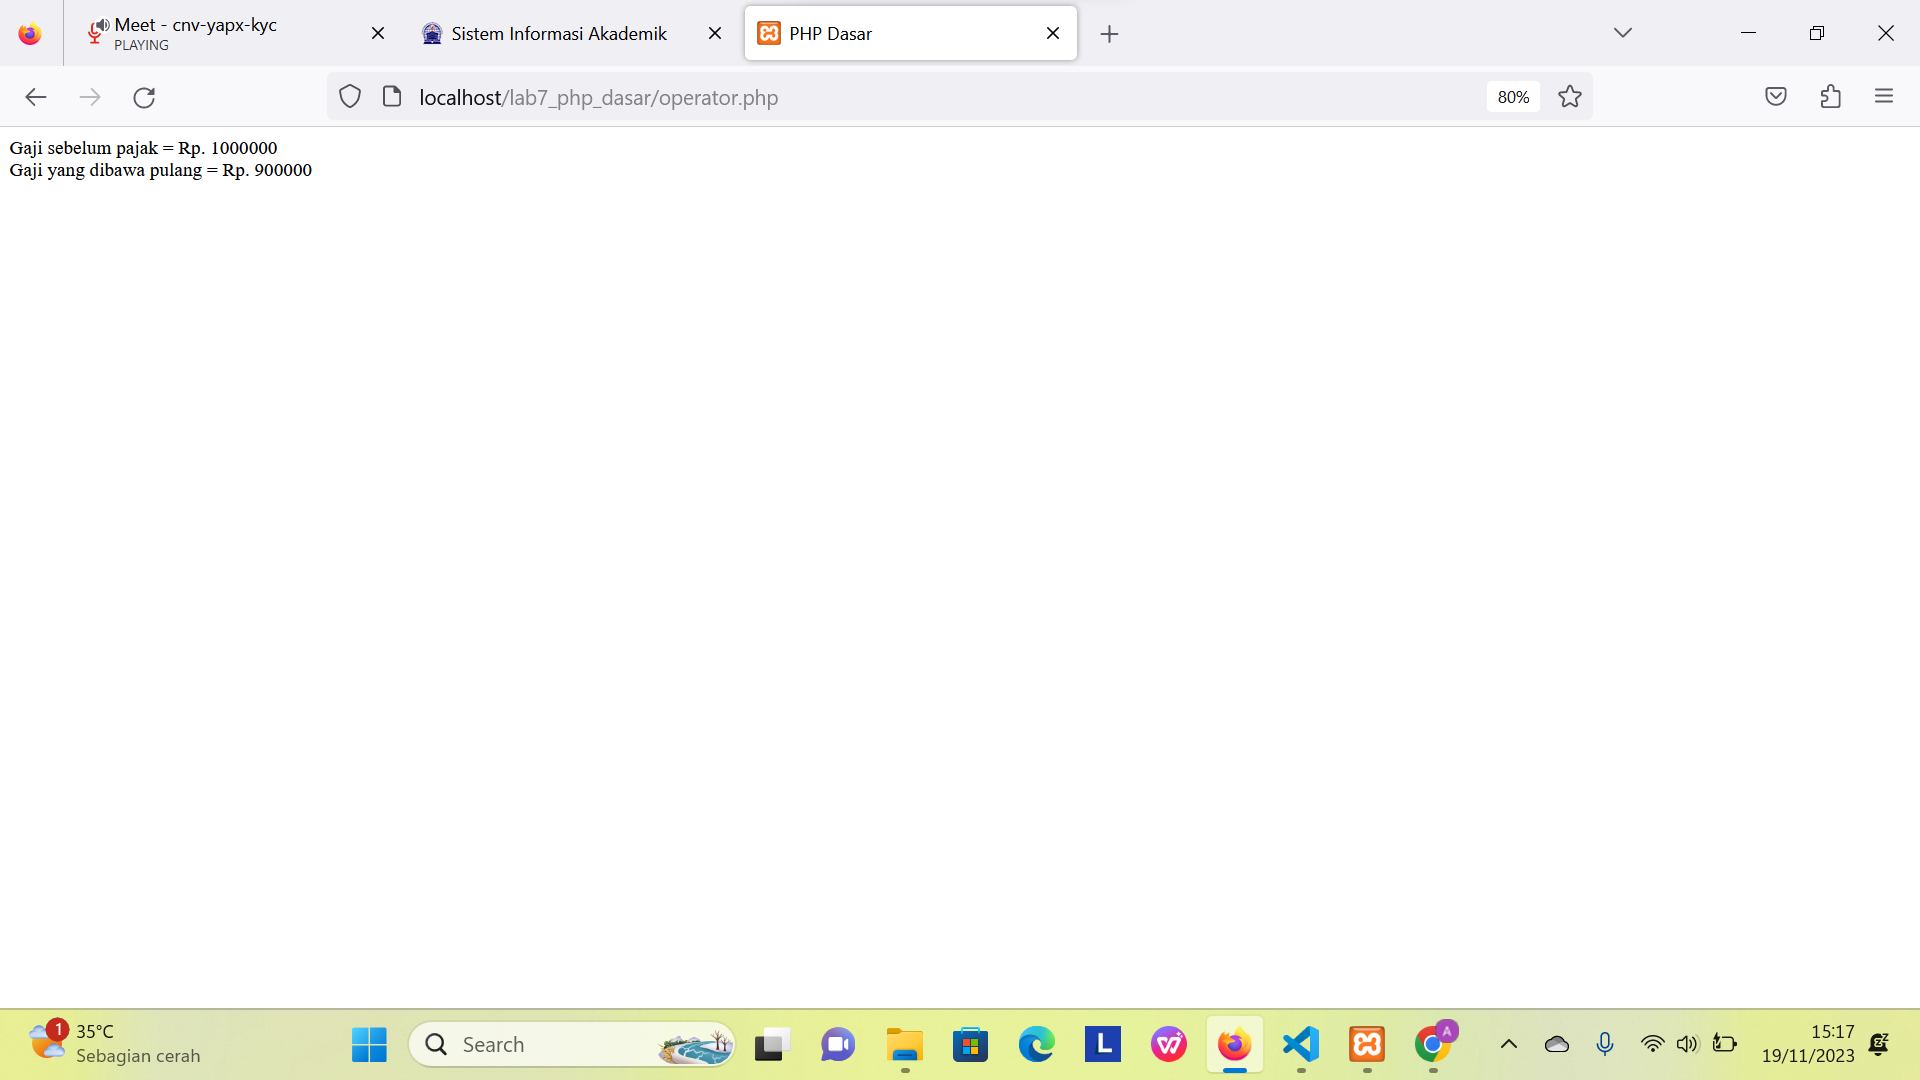 Meet - cnv-yapx-kyc
PLAYING
Sistem Informasi Akademik
PHP Dasar
localhost/lab7_php_dasar/operator.php
80%
Gaji sebelum pajak = Rp. 1000000
Gaji yang dibawa pulang = Rp. 900000
1
35°C
Sebagian cerah
Search
L
A
15:17
19/11/2023